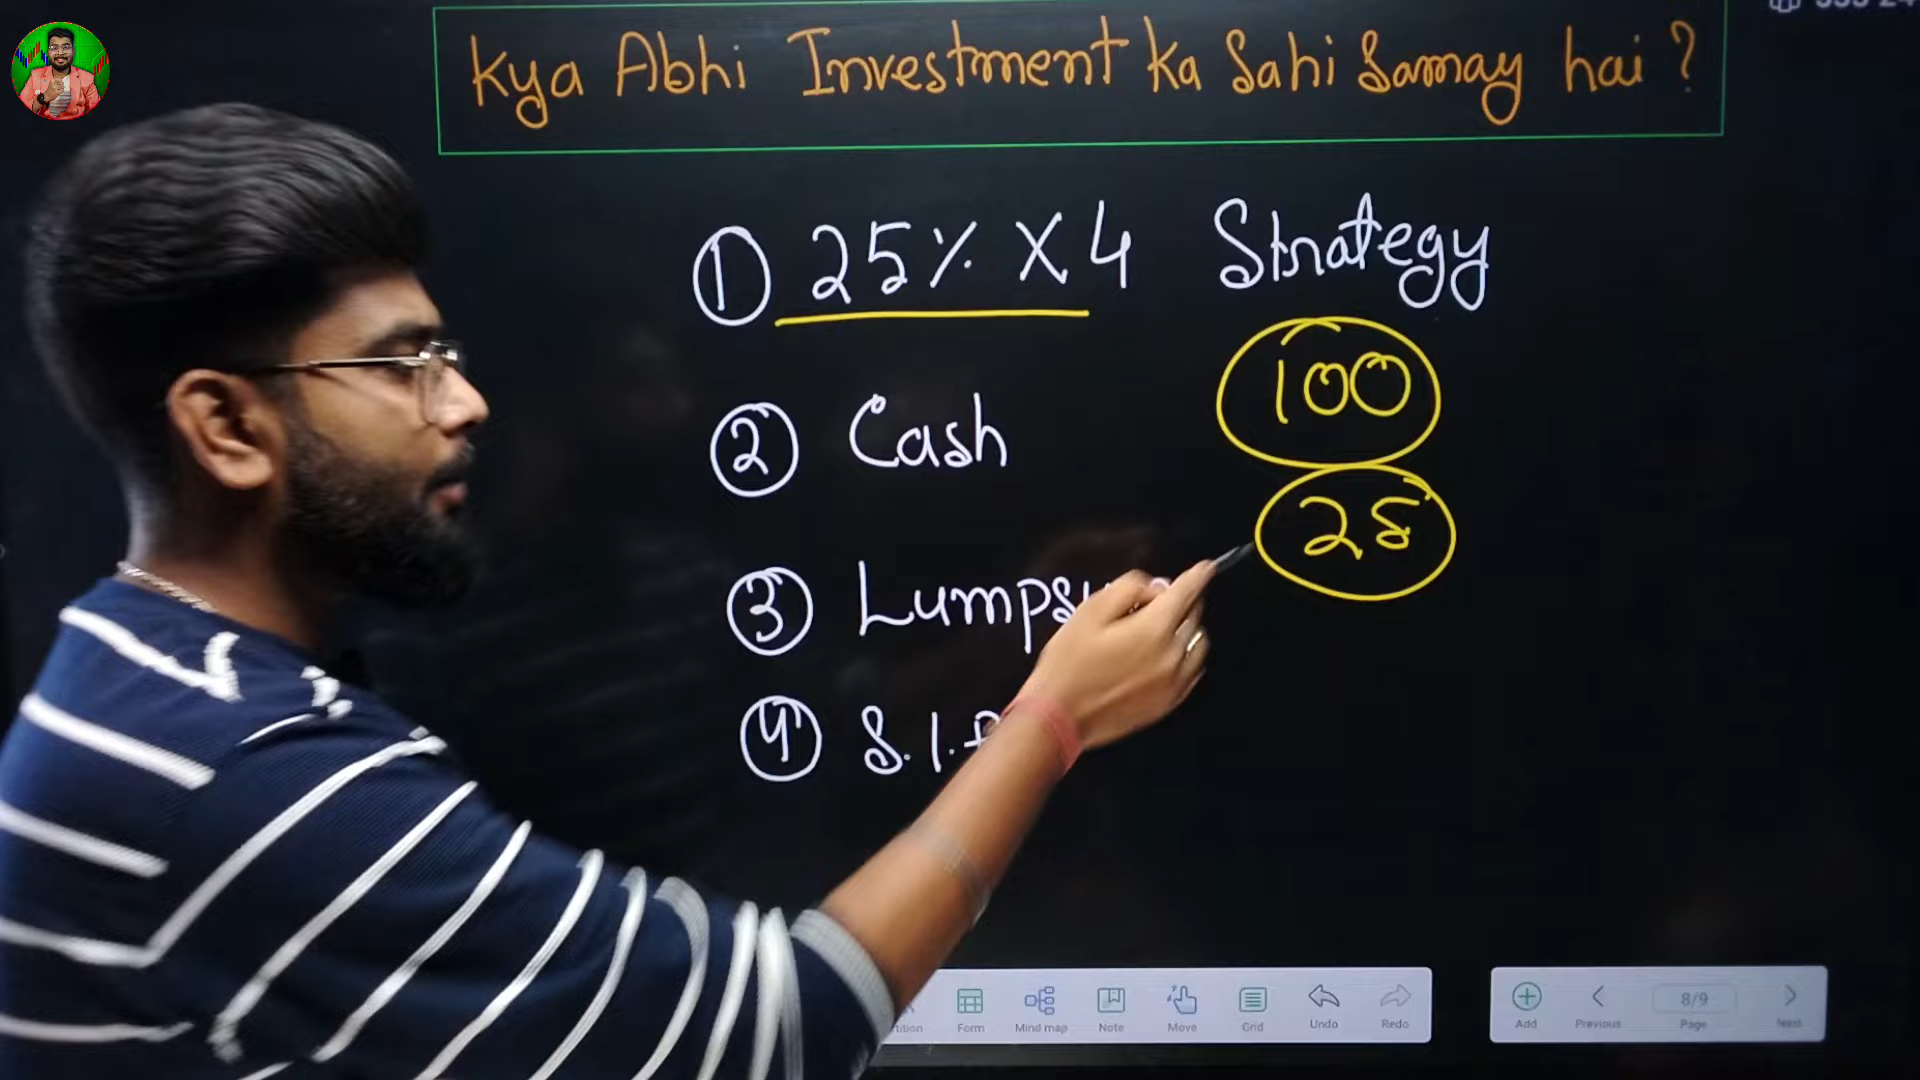 Kya Abhi Investment Ka Sahi Samay hai ?
① 25% X 4 Strategy
100
② Cash
25
③
④ S.I.P
Form
Mind map
Note
Move
Grid
Undo
Redo
Add
Previous
8/9
Page
Next